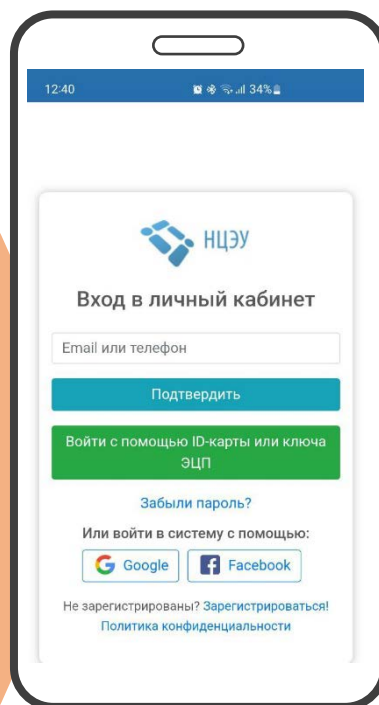 12:40 34%
НЦЭУ
Вход в личный кабинет
Email или телефон
Подтвердить
Войти с помощью ID-карты или ключа
ЭЦП
Забыли пароль?
Или войти в систему с помощью:
Google Facebook
Не зарегистрированы? Зарегистрироваться!
Политика конфиденциальности